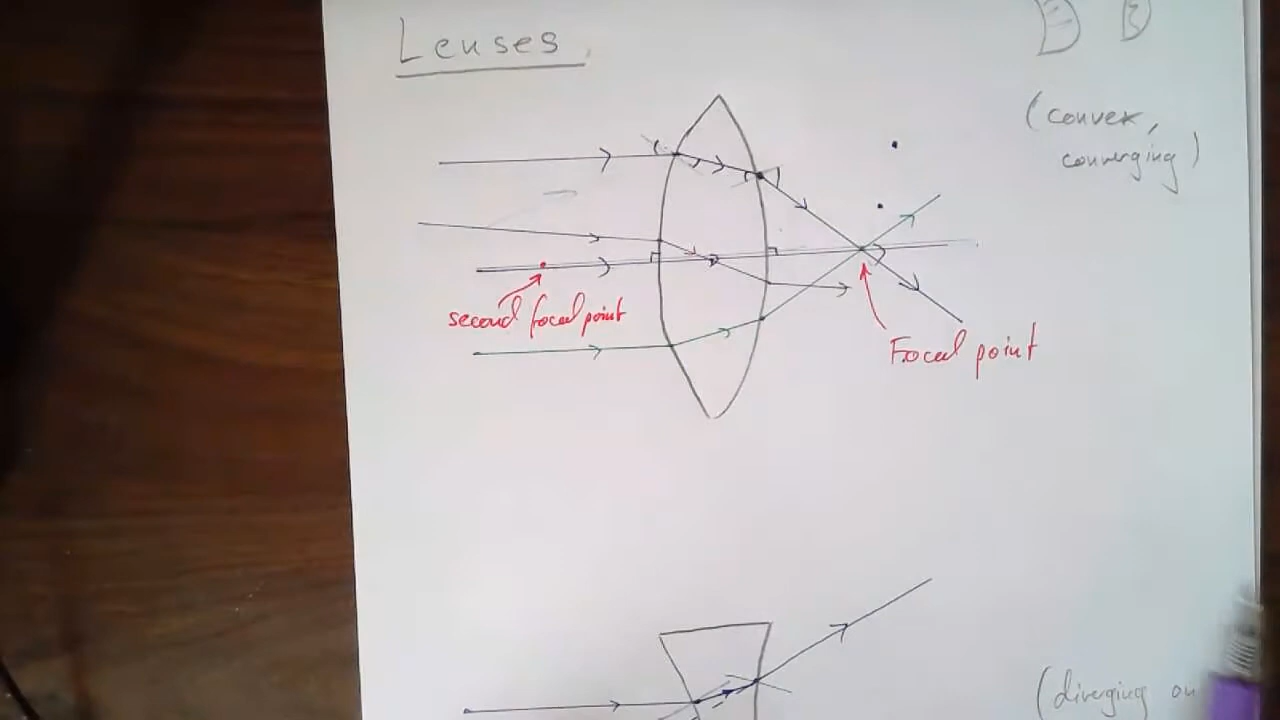 Lenses
(convex,
converging)
second focal point
Focal point
(diverging